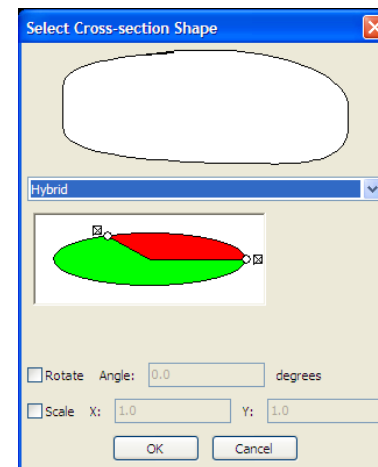 Select Cross-section Shape
Hybrid
Rotate Angle: 0.0 degrees
Scale X: 1.0 Y: 1.0
OK Cancel